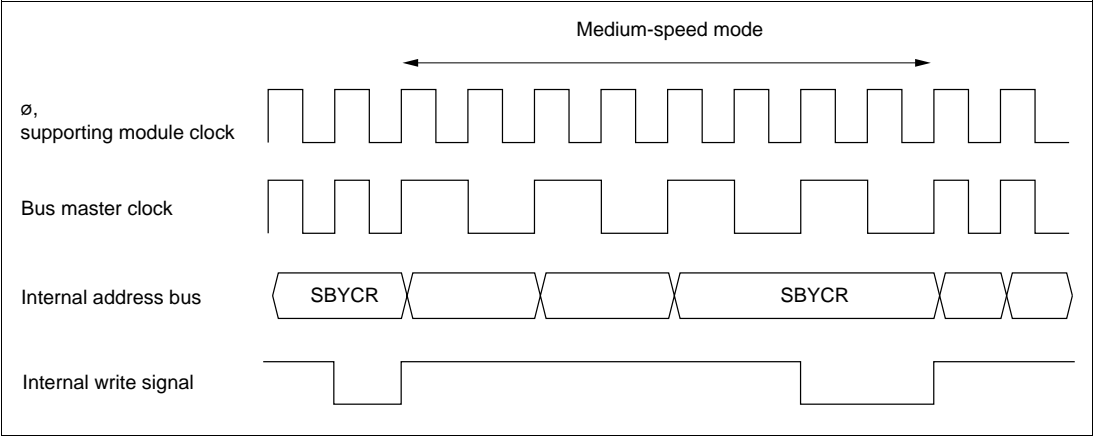 Medium-speed mode
ø,
supporting module clock
Bus master clock
Internal address bus
SBYCR
SBYCR
Internal write signal